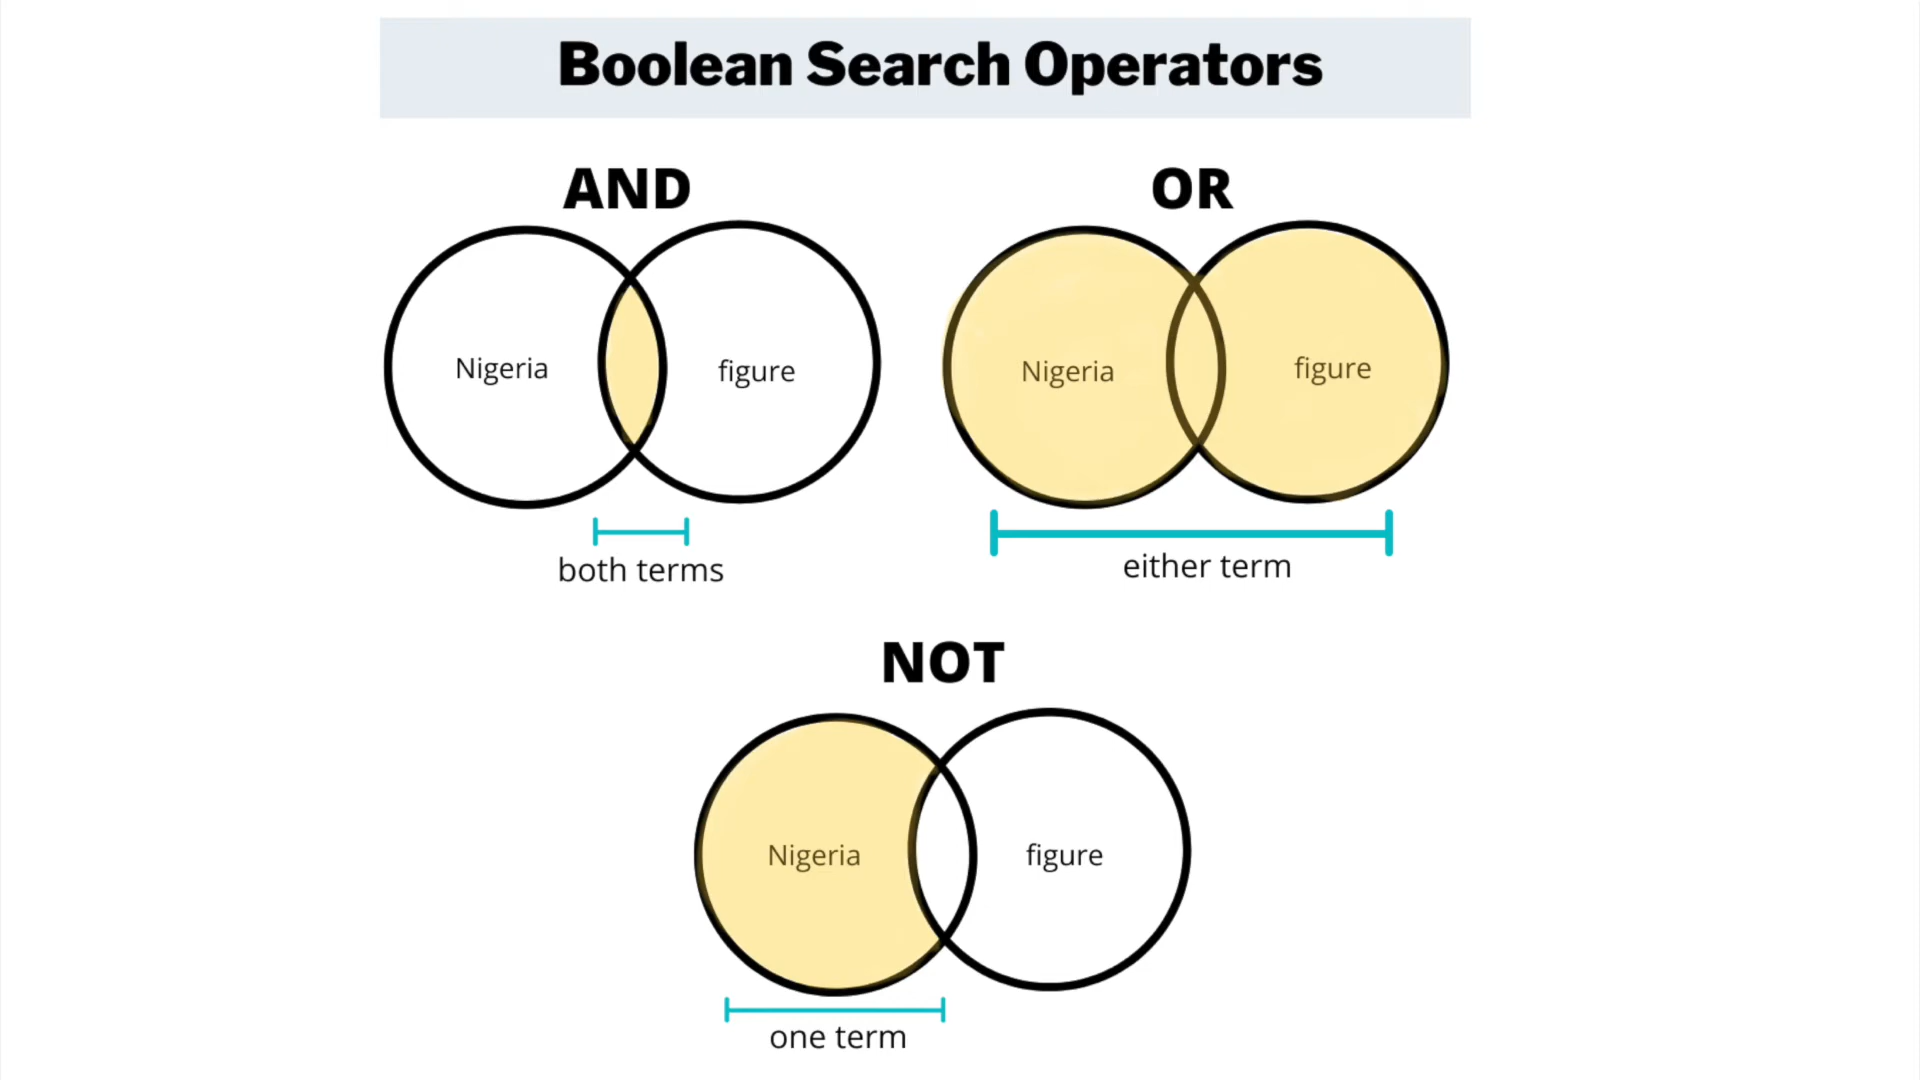 Boolean Search Operators
AND
OR
Nigeria
figure
Nigeria
figure
both terms
either term
NOT
Nigeria
figure
one term